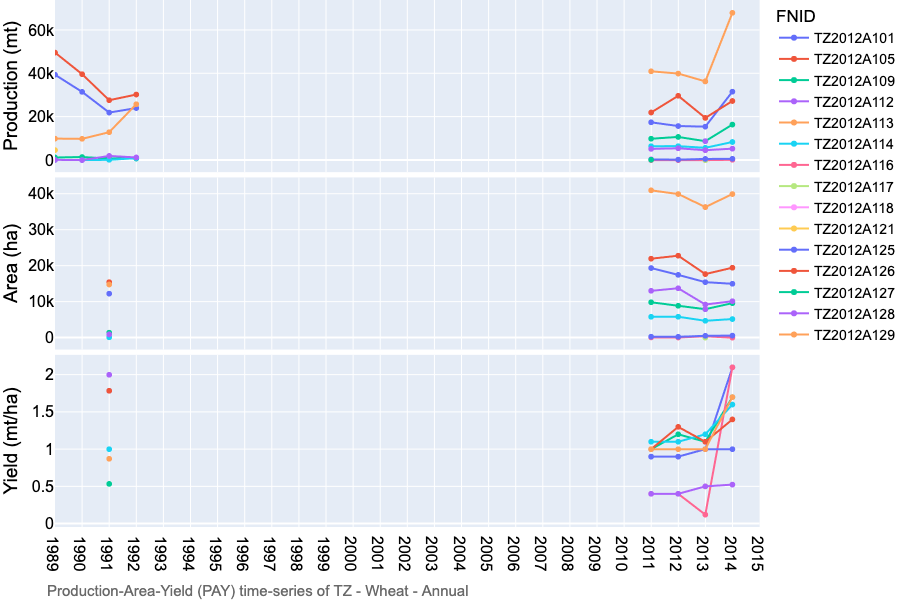 Production (mt)
60k
40k
20k
0
Area (ha)
40k
30k
20k
10k
0
Yield (mt/ha)
2
1.5
1
0.5
0
1989 1990 1991 1992 1993 1994 1995 1996 1997 1998 1999 2000 2001 2002 2003 2004 2005 2006 2007 2008 2009 2010 2011 2012 2013 2014 2015
Production-Area-Yield (PAY) time-series of TZ - Wheat - Annual
FNID
TZ2012A101
TZ2012A105
TZ2012A109
TZ2012A112
TZ2012A113
TZ2012A114
TZ2012A116
TZ2012A117
TZ2012A118
TZ2012A121
TZ2012A125
TZ2012A126
TZ2012A127
TZ2012A128
TZ2012A129